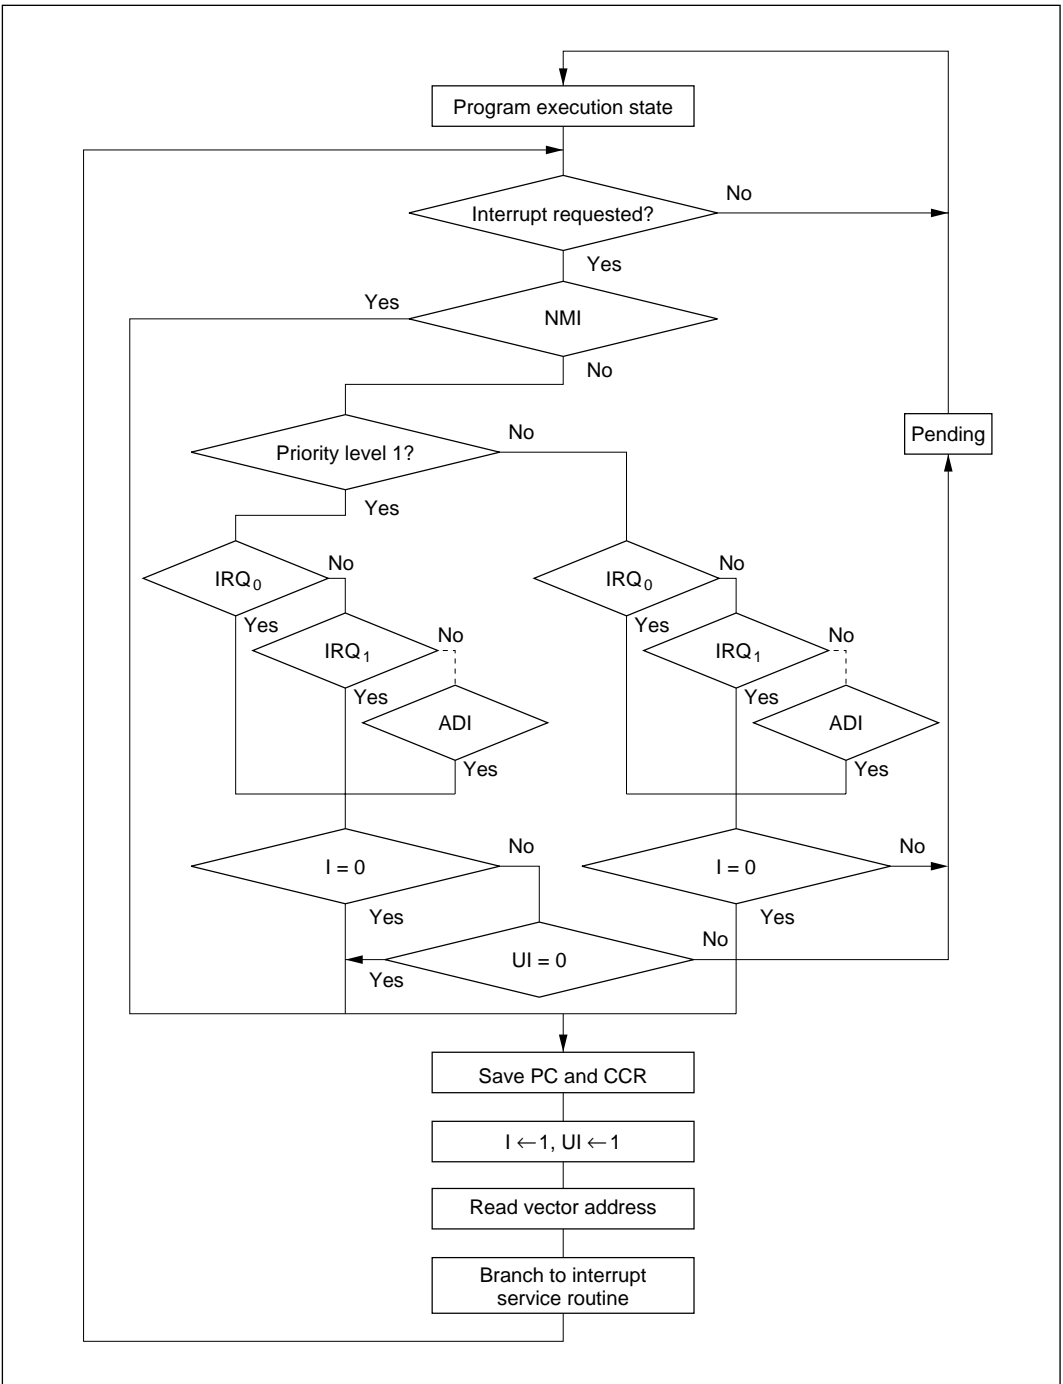 Program execution state
Interrupt requested?
No
Yes
NMI
Yes
No
Pending
Priority level 1?
No
Yes
IRQ0
No
Yes
IRQ1
No
Yes
ADI
Yes
IRQ0
No
Yes
IRQ1
No
Yes
ADI
Yes
I = 0
No
Yes
I = 0
No
Yes
UI = 0
No
Yes
Save PC and CCR
I ←1, UI ←1
Read vector address
Branch to interrupt
service routine